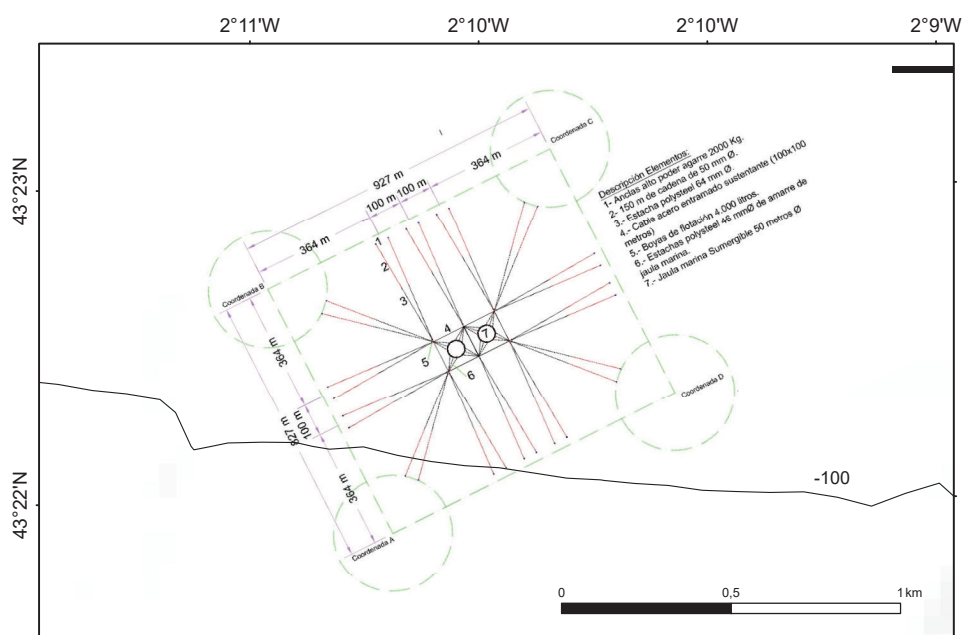 2°11'W
2°10'W
2°10'W
2°9'W
43°23'N
43°22'N
927 m
364 m
100 m
100 m
364 m
Coordenada C
Coordenada B
Coordenada D
Coordenada A
364 m
100 m
827 m
364 m
1
2
3
4
5
6
7
Descripción Elementos:
1- Anclas alto poder agarre 2000 Kg.
2- 150 m de cadena de 50 mm Ø.
3.- Estacha polysteel 64 mm Ø.
4.- Cable acero entramado sustentante (100x100
metros)
5.- Boyas de flotación 4.000 litros.
6.- Estachas polysteel 48 mmØ de amarre de
jaula marina.
7.- Jaula marina Sumergible 50 metros Ø
-100
0
0,5
1 km